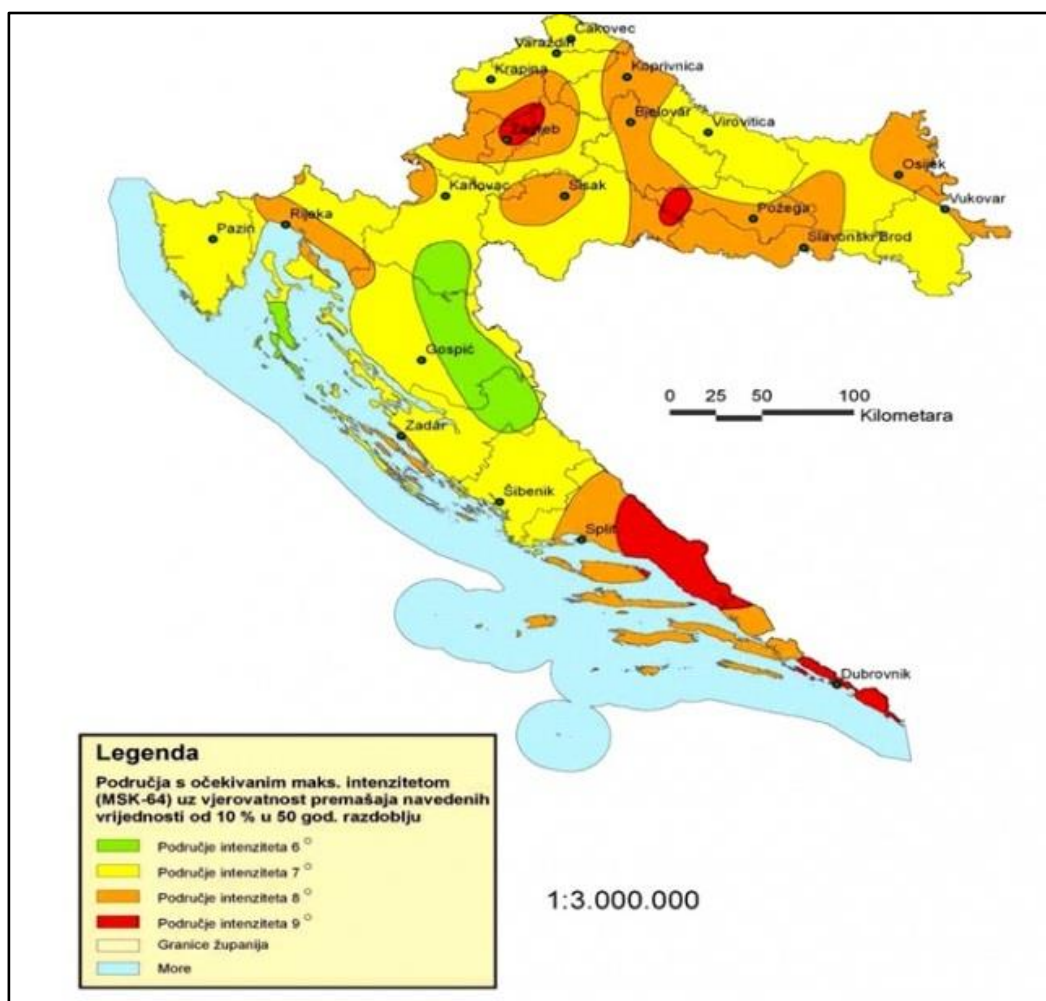 Čakovec
Varaždin
Krapina
Koprivnica
Bjelovar
Virovitica
Zagreb
Osijek
Karlovac
Sisak
Vukovar
Požega
Rijeka
Pazin
Slavonski Brod
Gospić
0 25 50 100
Kilometara
Zadar
Šibenik
Split
Dubrovnik
Legenda
Područja s očekivanim maks. intenzitetom
(MSK-64) uz vjerovatnost premašaja navedenih
vrijednosti od 10 % u 50 god. razdoblju
Područje intenziteta 6 °
Područje intenziteta 7 °
Područje intenziteta 8 °
Područje intenziteta 9 °
Granice županija
More
1:3.000.000